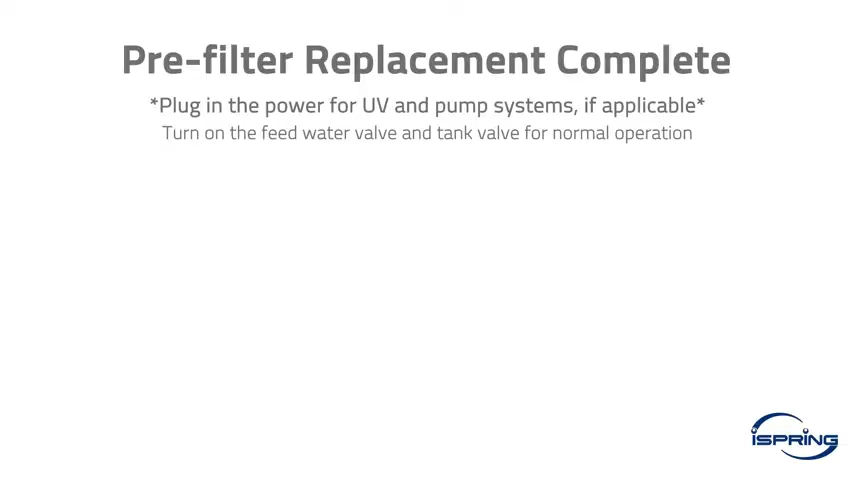 Pre-filter Replacement Complete
*Plug in the power for UV and pump systems, if applicable*
Turn on the feed water valve and tank valve for normal operation
iSPRING